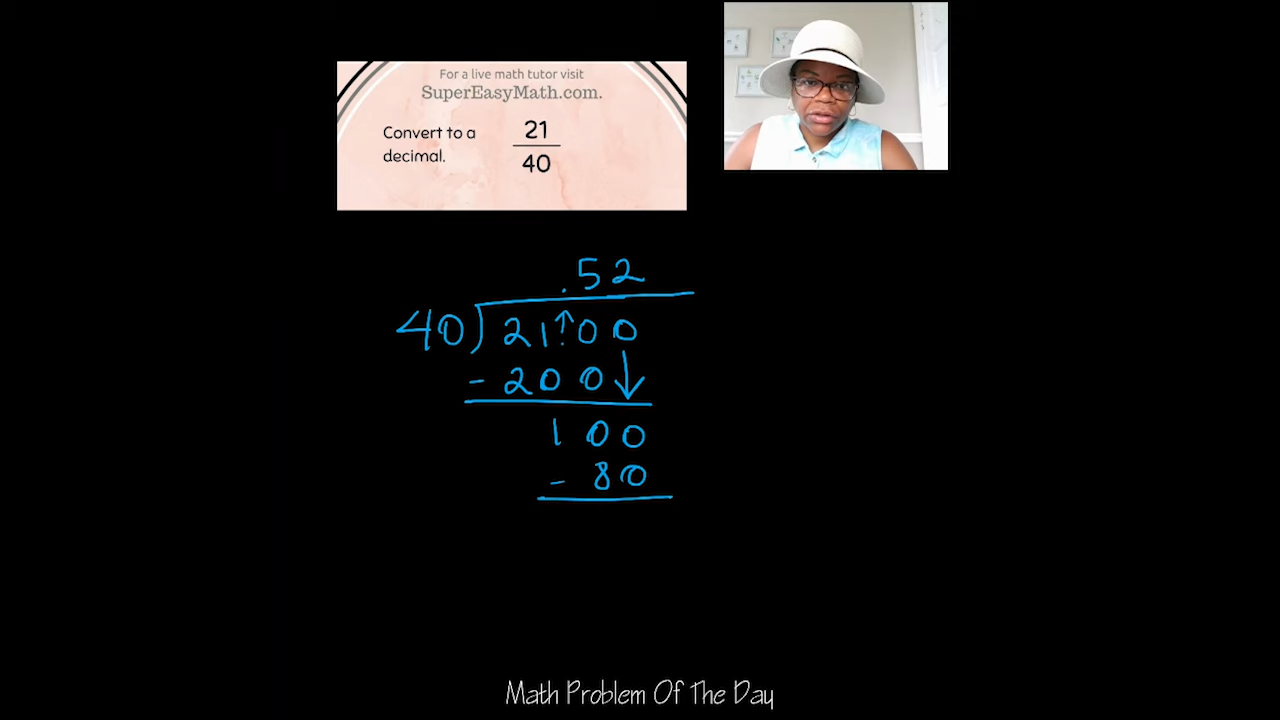 For a live math tutor visit
SuperEasyMath.com.
Convert to a
decimal.
21
40
.52
40)21.00
- 200
100
- 80
Math Problem Of The Day